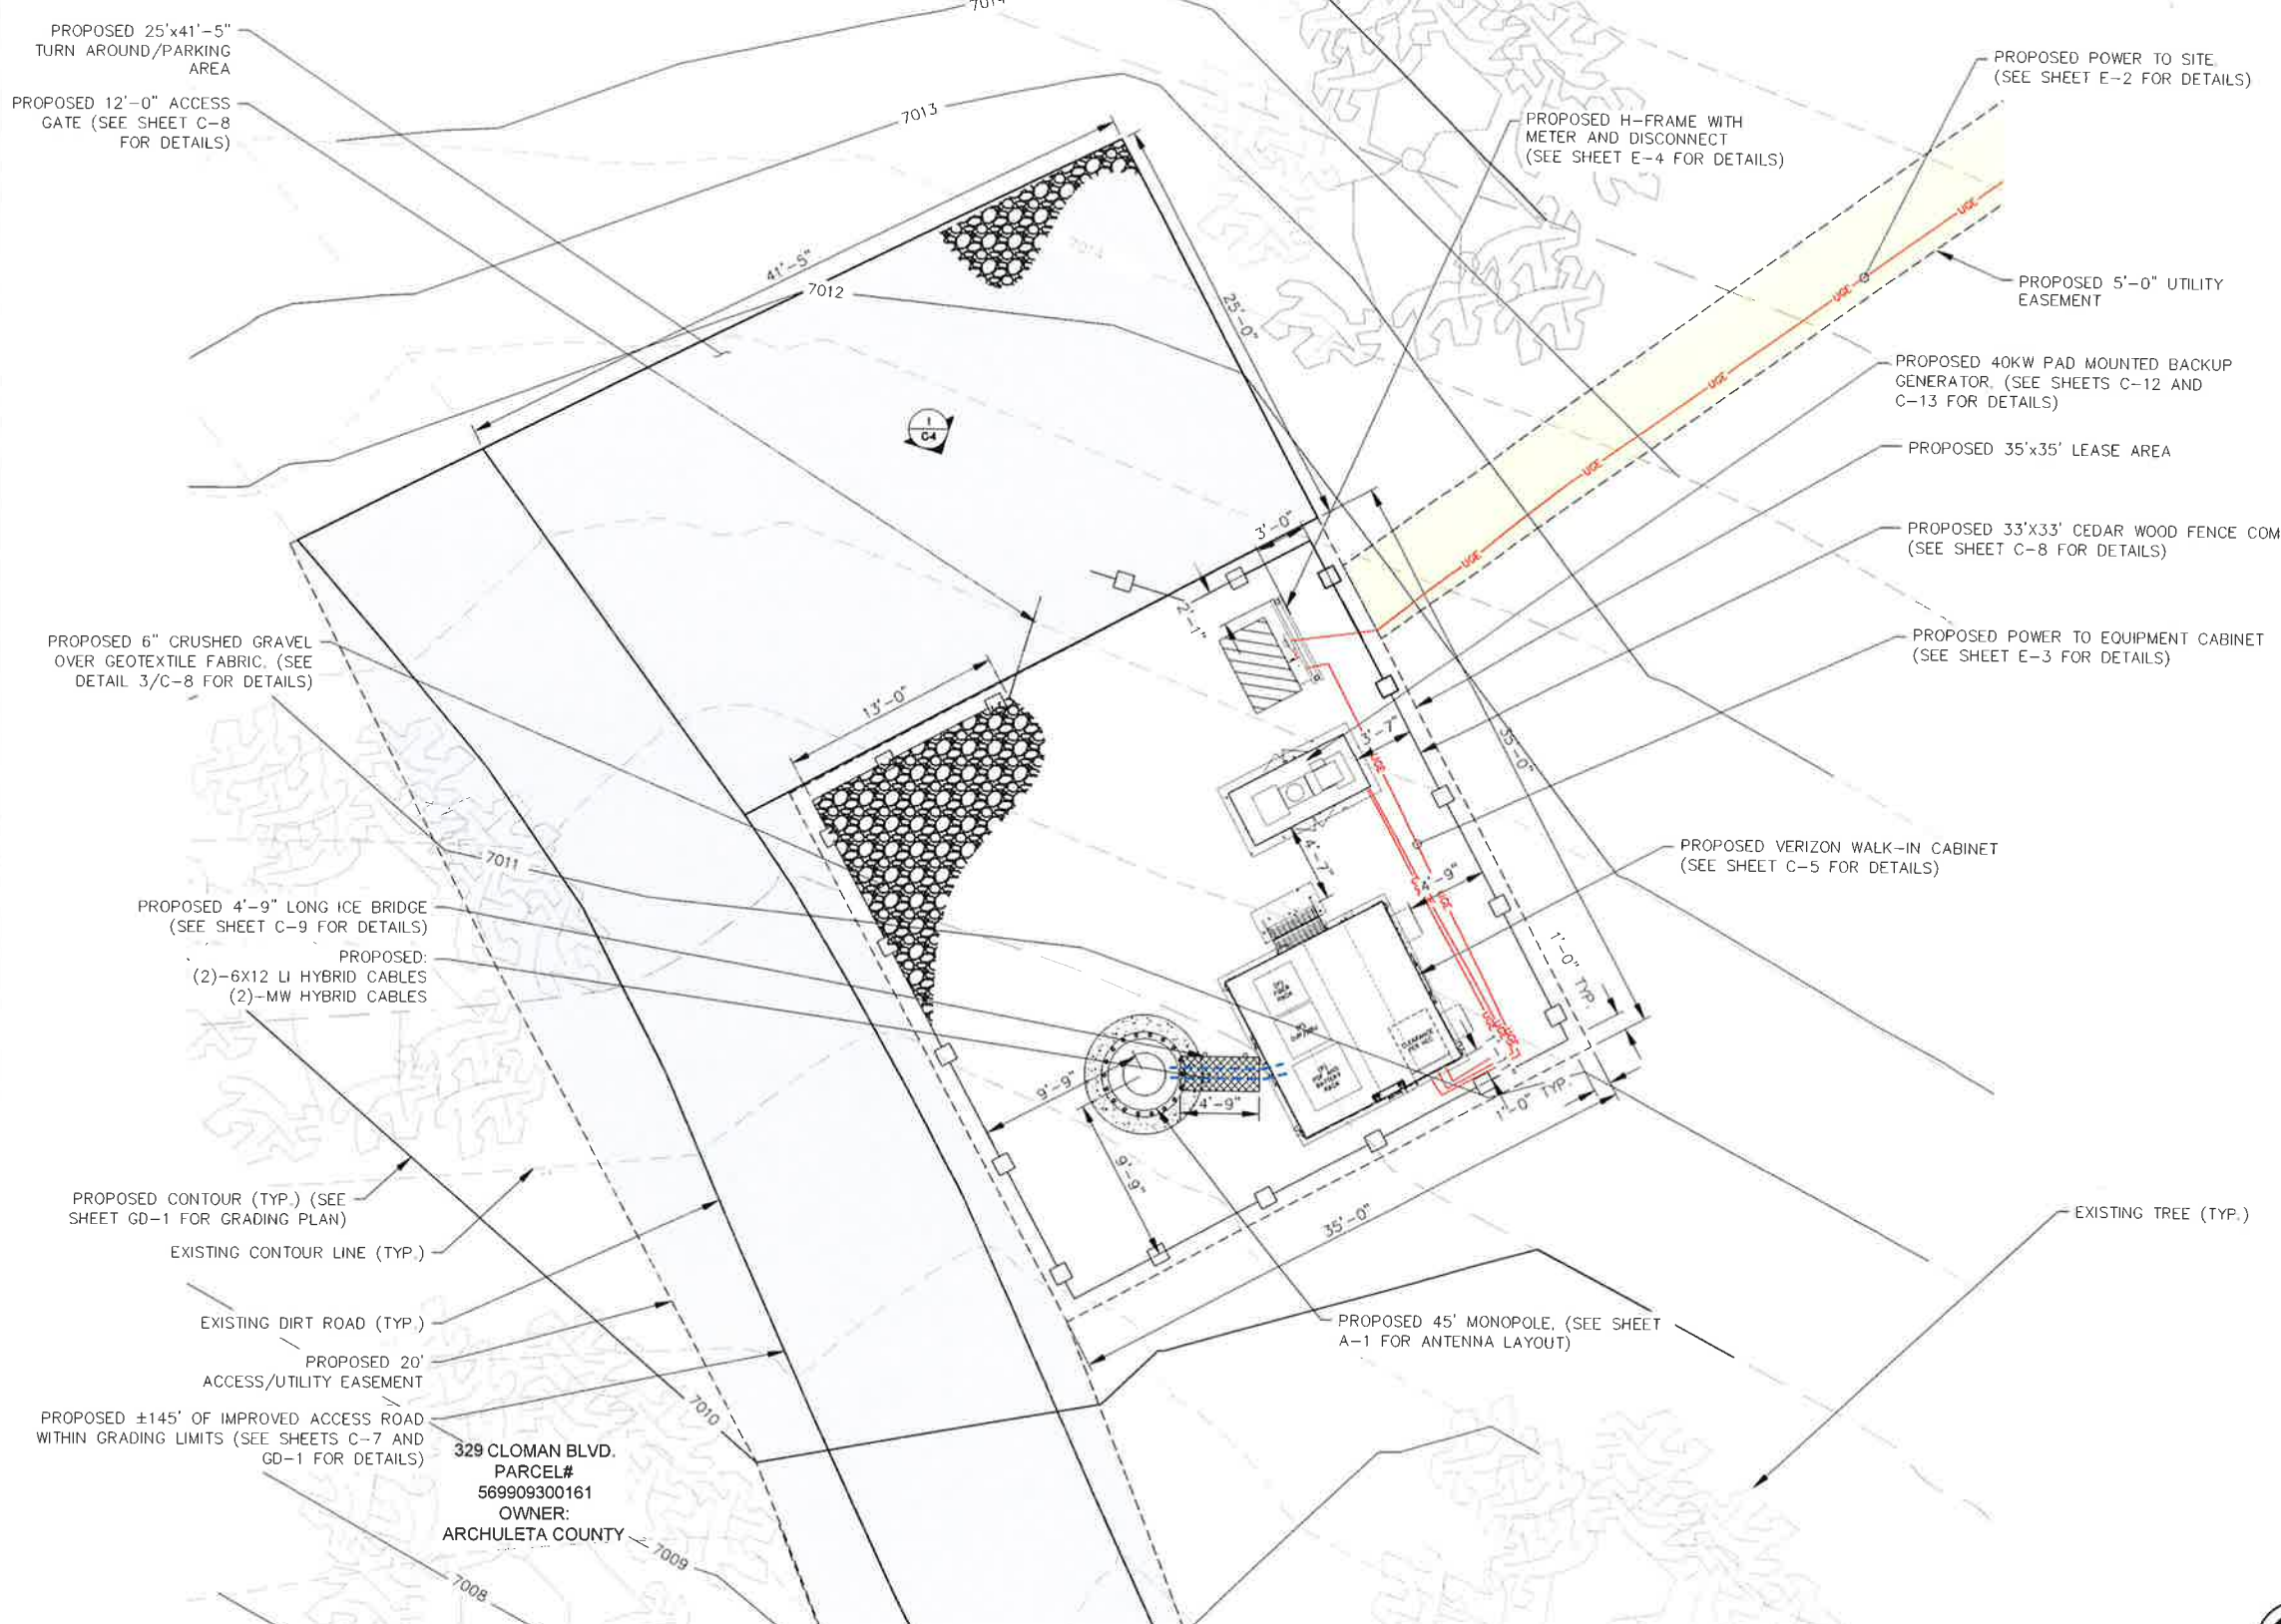 PROPOSED 25'x41'-5"
TURN AROUND/PARKING
AREA
PROPOSED 12'-0" ACCESS
GATE (SEE SHEET C-8
FOR DETAILS)
7013
PROPOSED H-FRAME WITH
METER AND DISCONNECT
(SEE SHEET E-4 FOR DETAILS)
PROPOSED POWER TO SITE
(SEE SHEET E-2 FOR DETAILS)
41'-5"
7012
25'-0"
1
C-4
UGE
UGE
UGE
UGE
UGE
PROPOSED 5'-0" UTILITY
EASEMENT
PROPOSED 40KW PAD MOUNTED BACKUP
GENERATOR, (SEE SHEETS C-12 AND
C-13 FOR DETAILS)
PROPOSED 35'x35' LEASE AREA
PROPOSED 33'X33' CEDAR WOOD FENCE COM
(SEE SHEET C-8 FOR DETAILS)
PROPOSED POWER TO EQUIPMENT CABINET
(SEE SHEET E-3 FOR DETAILS)
3'-0"
2'-1"
PROPOSED 6" CRUSHED GRAVEL
OVER GEOTEXTILE FABRIC, (SEE
DETAIL 3/C-8 FOR DETAILS)
13'-0"
3'-7"
UGE
35'-0"
4'-7"
4'-9"
UGE
PROPOSED VERIZON WALK-IN CABINET
(SEE SHEET C-5 FOR DETAILS)
7011
PROPOSED 4'-9" LONG ICE BRIDGE
(SEE SHEET C-9 FOR DETAILS)
PROPOSED:
(2)-6X12 LI HYBRID CABLES
(2)-MW HYBRID CABLES
1'-0" TYP.
UGE
9'-9"
4'-9"
1'-0" TYP.
9'-9"
35'-0"
PROPOSED CONTOUR (TYP.) (SEE
SHEET GD-1 FOR GRADING PLAN)
EXISTING CONTOUR LINE (TYP.)
EXISTING TREE (TYP.)
EXISTING DIRT ROAD (TYP.)
PROPOSED 45' MONOPOLE, (SEE SHEET
A-1 FOR ANTENNA LAYOUT)
PROPOSED 20'
ACCESS/UTILITY EASEMENT
PROPOSED ±145' OF IMPROVED ACCESS ROAD
WITHIN GRADING LIMITS (SEE SHEETS C-7 AND
GD-1 FOR DETAILS)
7010
329 CLOMAN BLVD.
PARCEL#
569909300161
OWNER:
ARCHULETA COUNTY
7009
7008